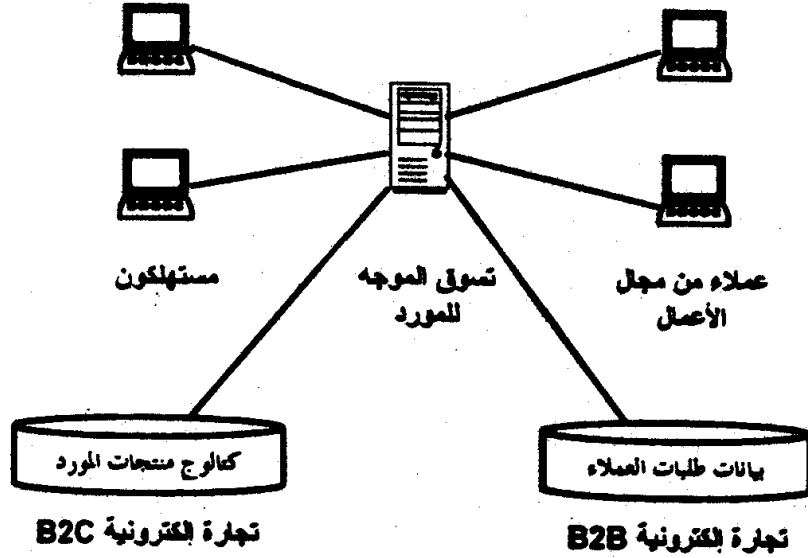 مستهلكون
تسوق الموجه
للمورد
عملاء من مجال
الأعمال
كتالوج منتجات المورد
بيانات طلبات العملاء
تجارة إلكترونية B2C
تجارة إلكترونية B2B